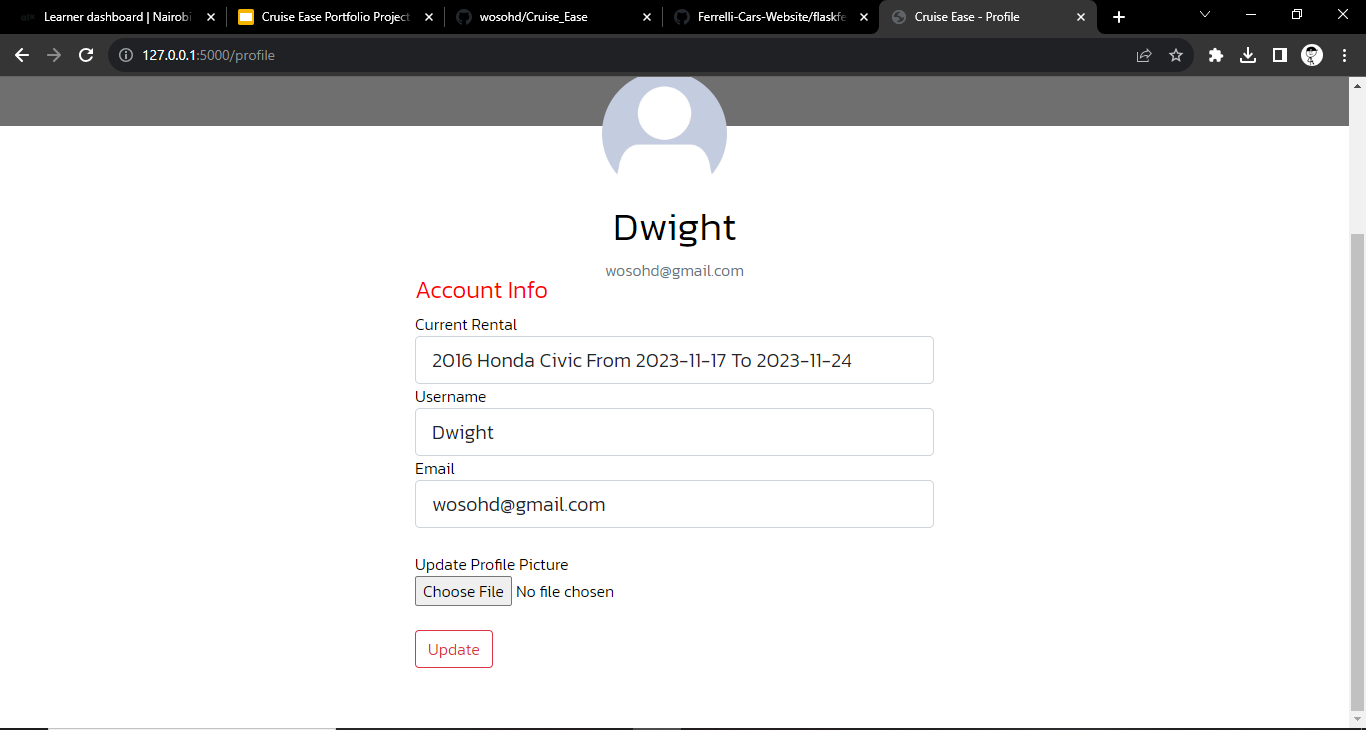 Learner dashboard | Nairobi
Cruise Ease Portfolio Project
wosohd/Cruise_Ease
Ferrelli-Cars-Website/flaskfe
Cruise Ease - Profile
127.0.0.1:5000/profile
Dwight
wosohd@gmail.com
Account Info
Current Rental
2016 Honda Civic From 2023-11-17 To 2023-11-24
Username
Dwight
Email
wosohd@gmail.com
Update Profile Picture
Choose File No file chosen
Update